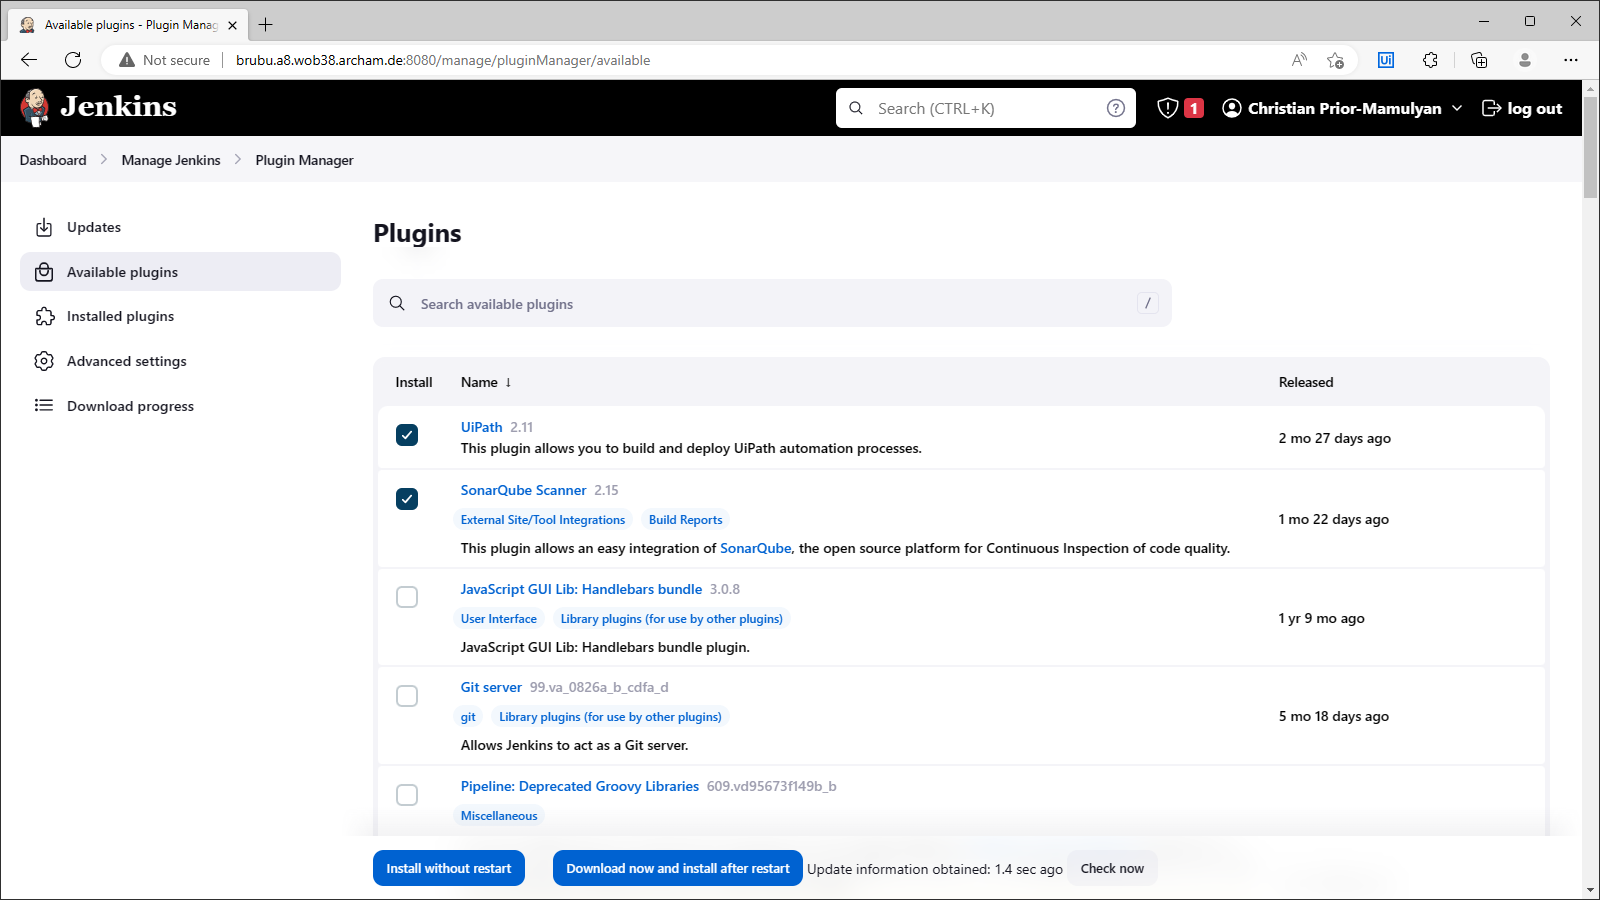 Available plugins - Plugin Manag
Not secure
brubu.a8.wob38.archam.de:8080/manage/pluginManager/available
Ui
Jenkins
Search (CTRL+K)
?
1
Christian Prior-Mamulyan
log out
Dashboard
Manage Jenkins
Plugin Manager
Updates
Available plugins
Installed plugins
Advanced settings
Download progress
Plugins
Search available plugins
/
Install Name ↓ Released
UiPath 2.11
This plugin allows you to build and deploy UiPath automation processes.
2 mo 27 days ago
SonarQube Scanner 2.15
External Site/Tool Integrations Build Reports
This plugin allows an easy integration of SonarQube, the open source platform for Continuous Inspection of code quality.
1 mo 22 days ago
JavaScript GUI Lib: Handlebars bundle 3.0.8
User Interface Library plugins (for use by other plugins)
JavaScript GUI Lib: Handlebars bundle plugin.
1 yr 9 mo ago
Git server 99.va_0826a_b_cdfa_d
git Library plugins (for use by other plugins)
Allows Jenkins to act as a Git server.
5 mo 18 days ago
Pipeline: Deprecated Groovy Libraries 609.vd95673f149b_b
Miscellaneous
Install without restart
Download now and install after restart
Update information obtained: 1.4 sec ago
Check now